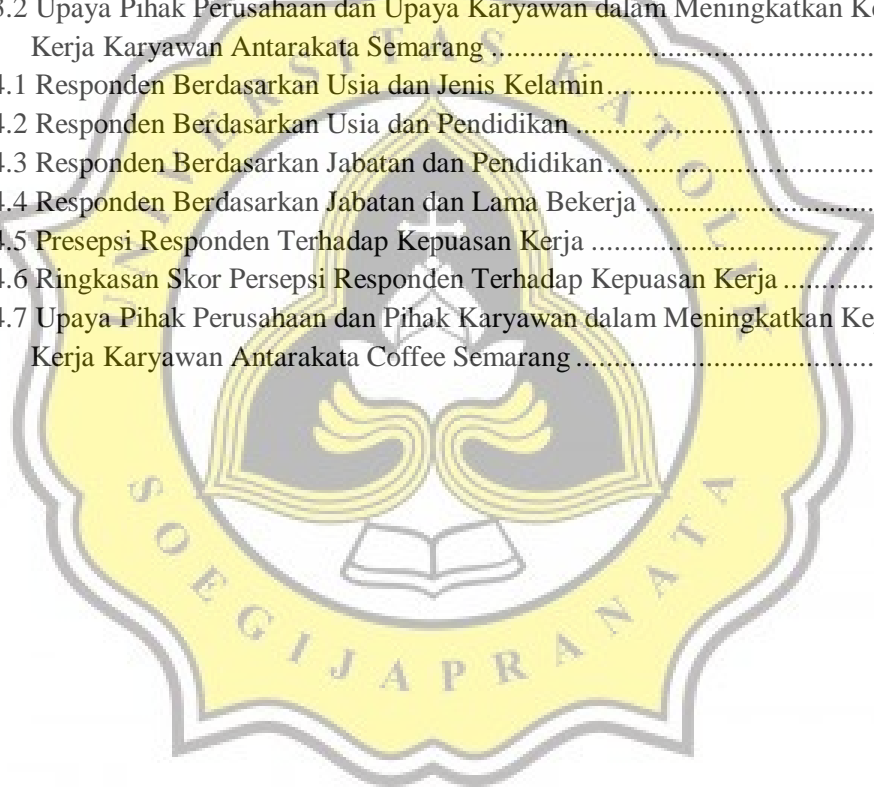 3.2 Upaya Pihak Perusahaan dan Upaya Karyawan dalam Meningkatkan Ke
Kerja Karyawan Antarakata Semarang ..................................................
4.1 Responden Berdasarkan Usia dan Jenis Kelamin ..................................................
4.2 Responden Berdasarkan Usia dan Pendidikan ..................................................
4.3 Responden Berdasarkan Jabatan dan Pendidikan ..................................................
4.4 Responden Berdasarkan Jabatan dan Lama Bekerja ..................................................
4.5 Presepsi Responden Terhadap Kepuasan Kerja ..................................................
4.6 Ringkasan Skor Persepsi Responden Terhadap Kepuasan Kerja ..................
4.7 Upaya Pihak Perusahaan dan Pihak Karyawan dalam Meningkatkan Ke
Kerja Karyawan Antarakata Coffee Semarang ..................................................
UNIVERSITAS KATOLIK
SOEGIJAPRANATA